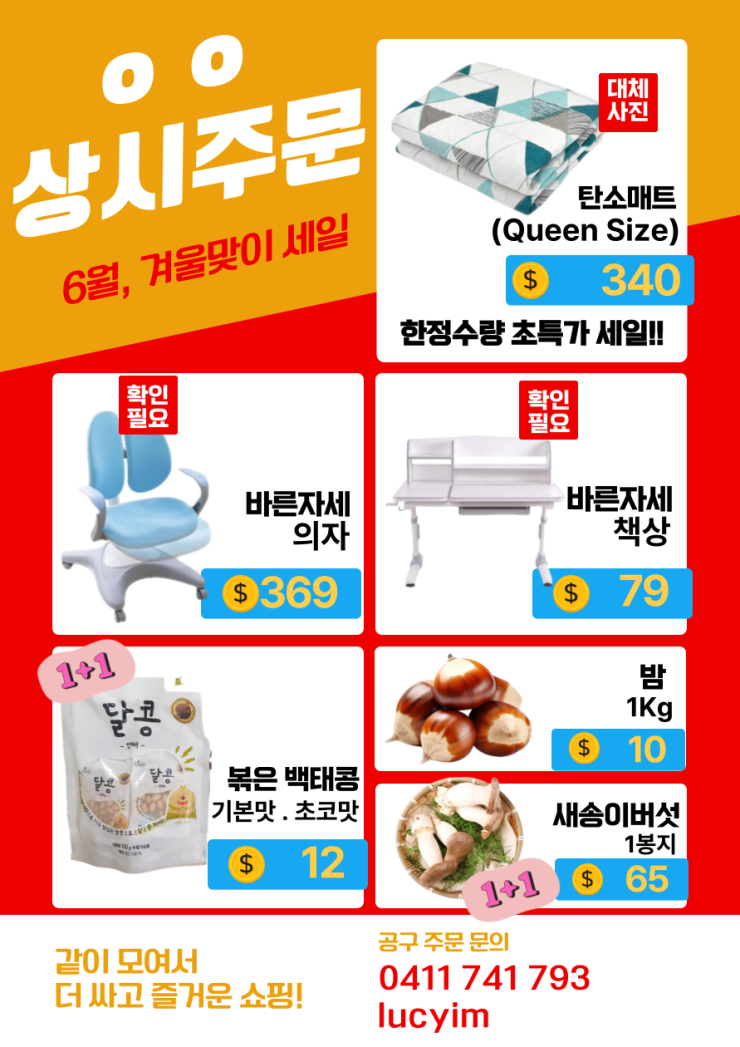 상시주문
6월, 겨울맞이 세일
대체
사진
탄소매트
(Queen Size)
$ 340
한정수량 초특가 세일!!
확인
필요
바른자세
의자
$ 369
확인
필요
바른자세
책상
$ 79
1+1
달콩
달콩
달콩
볶은 백태콩
기본맛 . 초코맛
$ 12
밤
1Kg
$ 10
새송이버섯
1봉지
1+1
$ 65
같이 모여서
더 싸고 즐거운 쇼핑!
공구 주문 문의
0411 741 793
lucyim